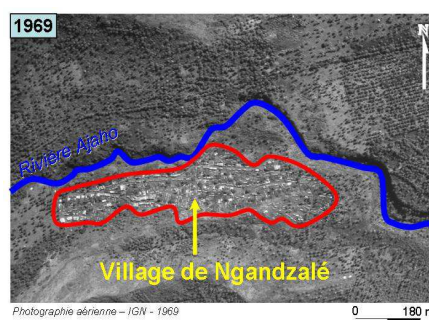 1969
N
Rivière Ajaho
Village de Ngandzalé
Photographie aérienne – IGN - 1969
0 180 m